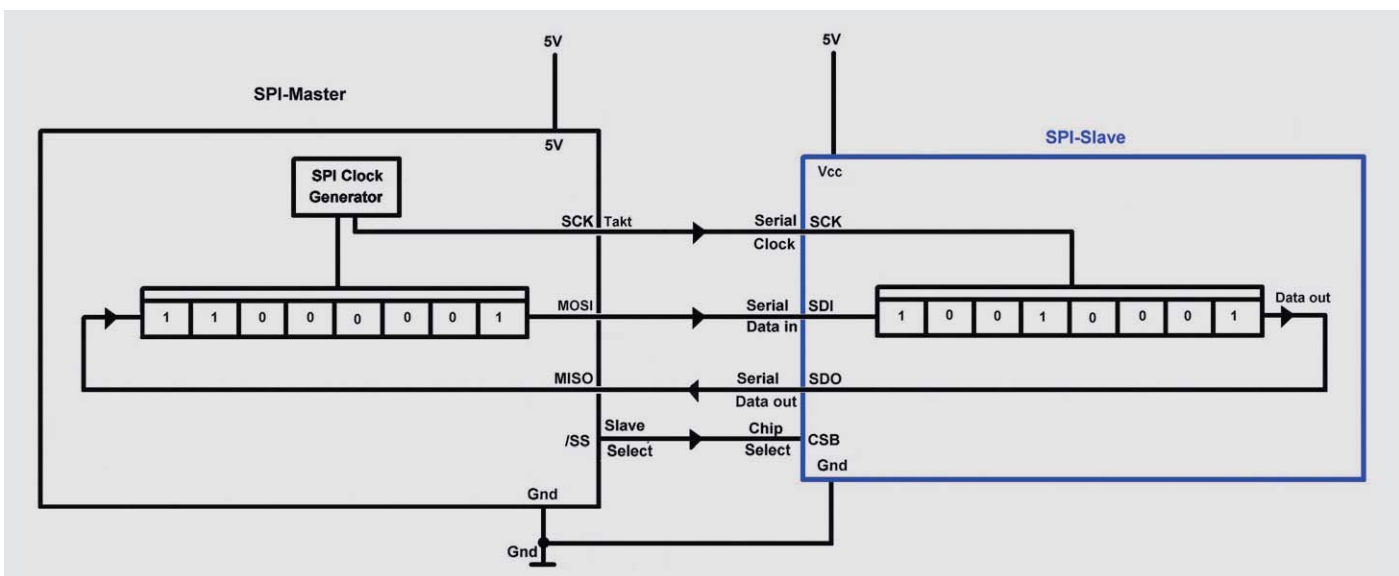 5V
5V
SPI-Master
SPI-Slave
5V
Vcc
SPI Clock
Generator
SCK Takt Serial SCK
Clock
MOSI Serial SDI Data out
1 1 0 0 0 0 0 1 1 0 0 1 0 0 0 1
Data in
MISO Serial SDO
Data out
/SS Slave Chip CSB
Select Select
Gnd
Gnd
Gnd